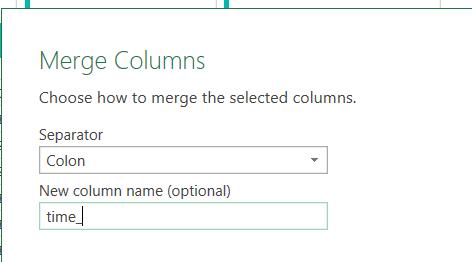 Merge Columns
Choose how to merge the selected columns.
Separator
Colon
New column name (optional)
time_